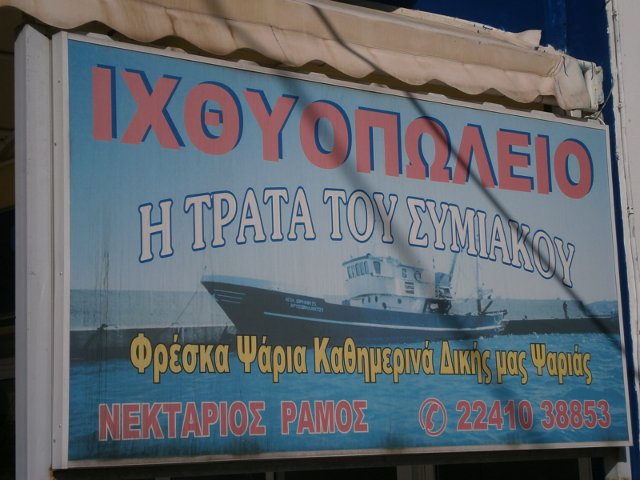 ΙΧΘΥΟΠΩΛΕΙΟ
Η ΤΡΑΤΑ ΤΟΥ ΣΥΜΙΑΚΟΥ
Φρέσκα Ψάρια Καθημερινά Δικής μας Ψαριάς
ΝΕΚΤΑΡΙΟΣ ΡΑΜΟΣ ✆ 22410 38853